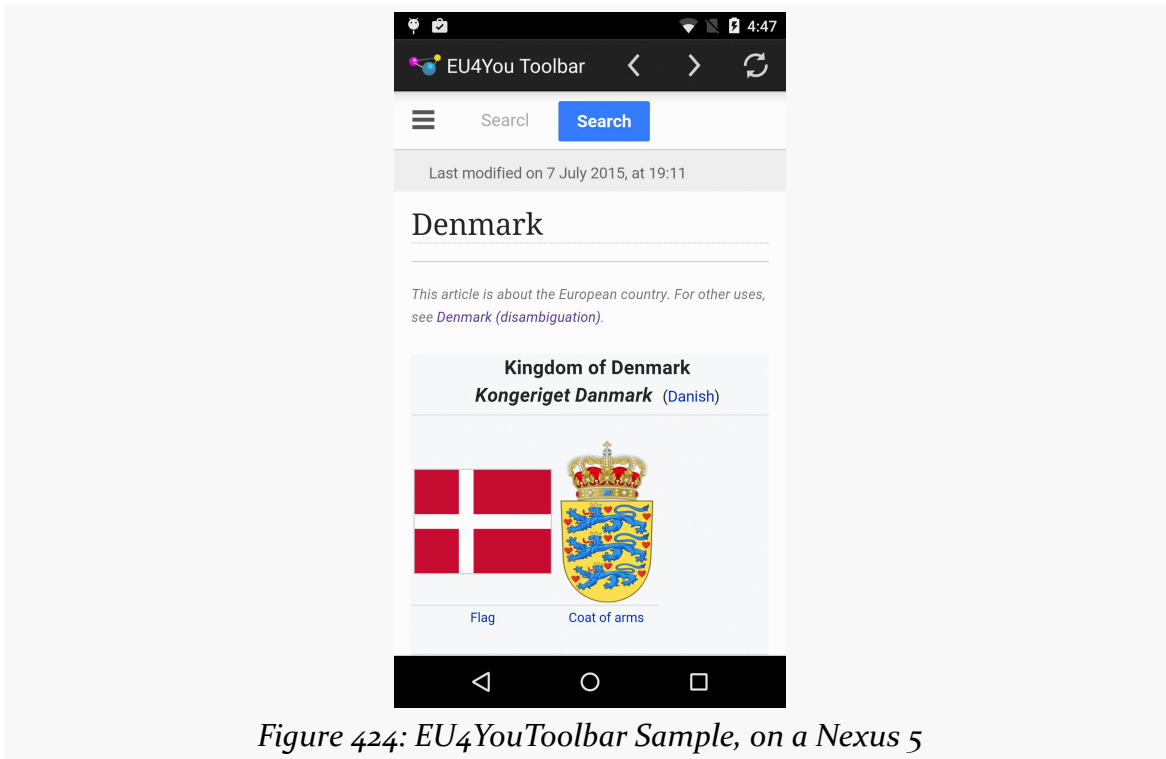 4:47
EU4You Toolbar
Searcl
Search
Last modified on 7 July 2015, at 19:11
Denmark
This article is about the European country. For other uses,
see Denmark (disambiguation).
Kingdom of Denmark
Kongeriget Danmark (Danish)
Flag
Coat of arms
Figure 424: EU4YouToolbar Sample, on a Nexus 5